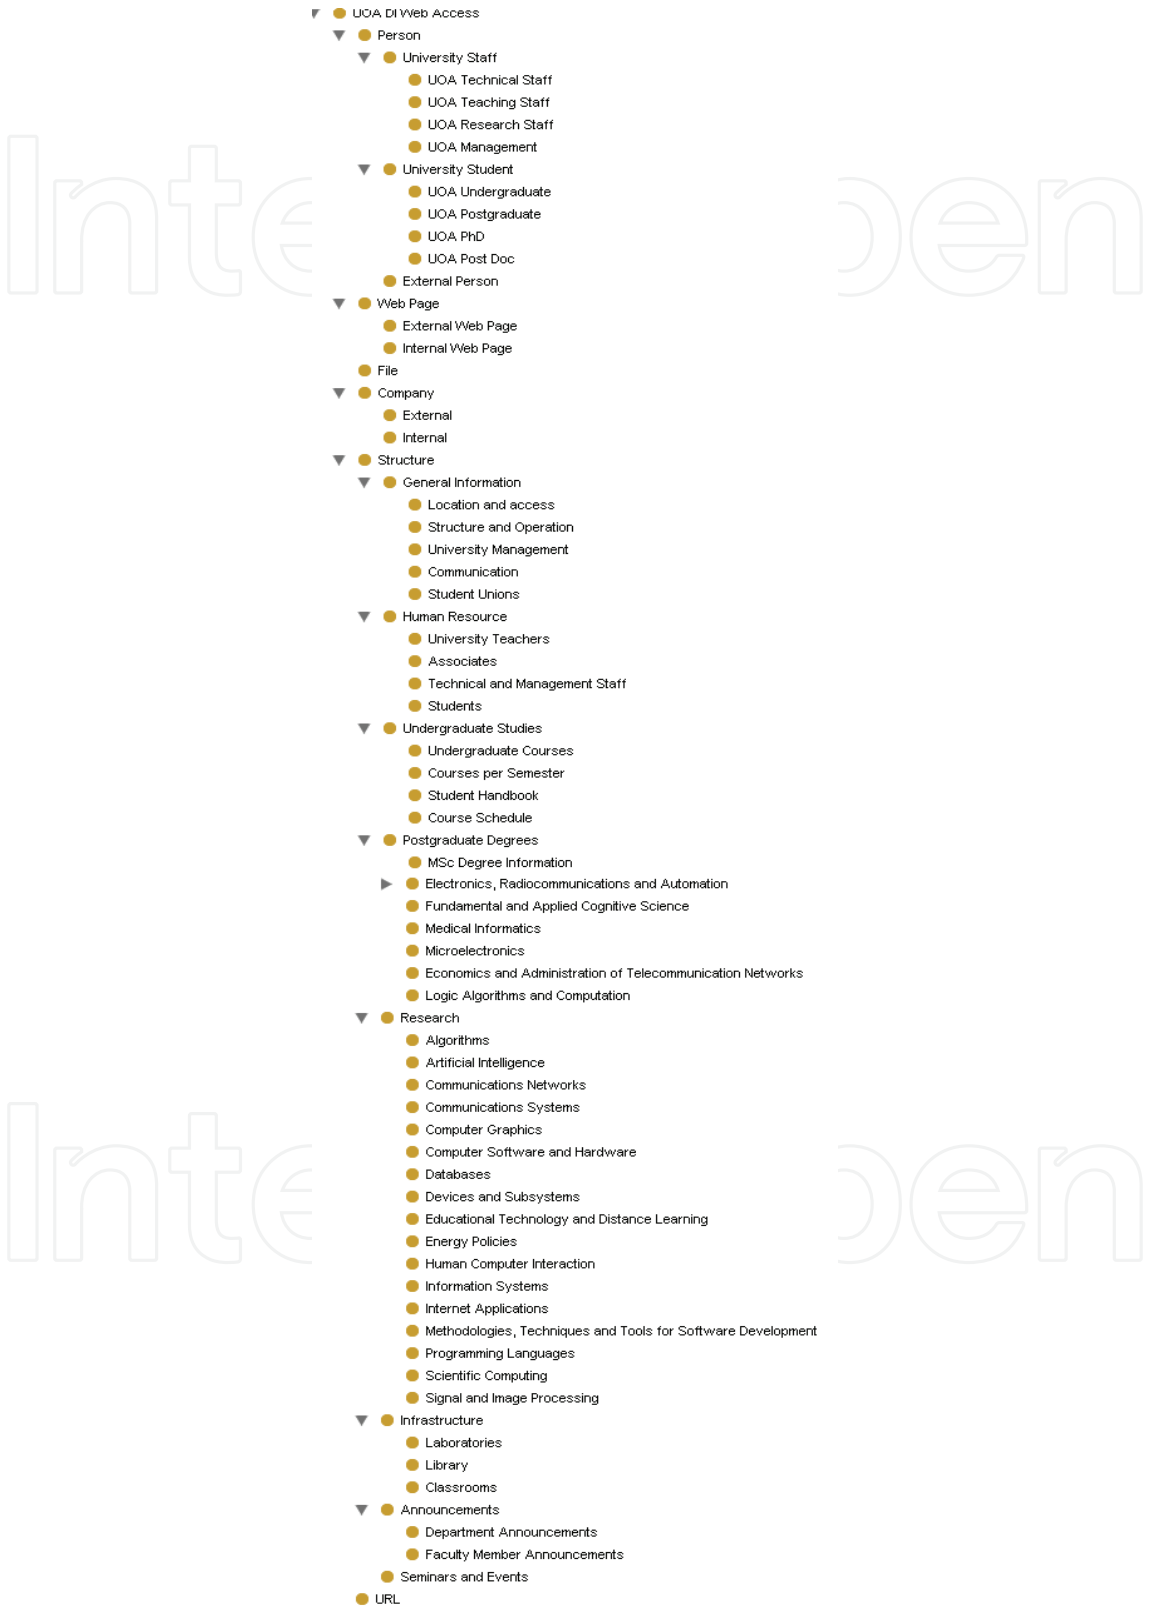 UOA DI Web Access
Person
University Staff
UOA Technical Staff
UOA Teaching Staff
UOA Research Staff
UOA Management
University Student
UOA Undergraduate
UOA Postgraduate
UOA PhD
UOA Post Doc
External Person
Web Page
External Web Page
Internal Web Page
File
Company
External
Internal
Structure
General Information
Location and access
Structure and Operation
University Management
Communication
Student Unions
Human Resource
University Teachers
Associates
Technical and Management Staff
Students
Undergraduate Studies
Undergraduate Courses
Courses per Semester
Student Handbook
Course Schedule
Postgraduate Degrees
MSc Degree Information
Electronics, Radiocommunications and Automation
Fundamental and Applied Cognitive Science
Medical Informatics
Microelectronics
Economics and Administration of Telecommunication Networks
Logic Algorithms and Computation
Research
Algorithms
Artificial Intelligence
Communications Networks
Communications Systems
Computer Graphics
Computer Software and Hardware
Databases
Devices and Subsystems
Educational Technology and Distance Learning
Energy Policies
Human Computer Interaction
Information Systems
Internet Applications
Methodologies, Techniques and Tools for Software Development
Programming Languages
Scientific Computing
Signal and Image Processing
Infrastructure
Laboratories
Library
Classrooms
Announcements
Department Announcements
Faculty Member Announcements
Seminars and Events
URL